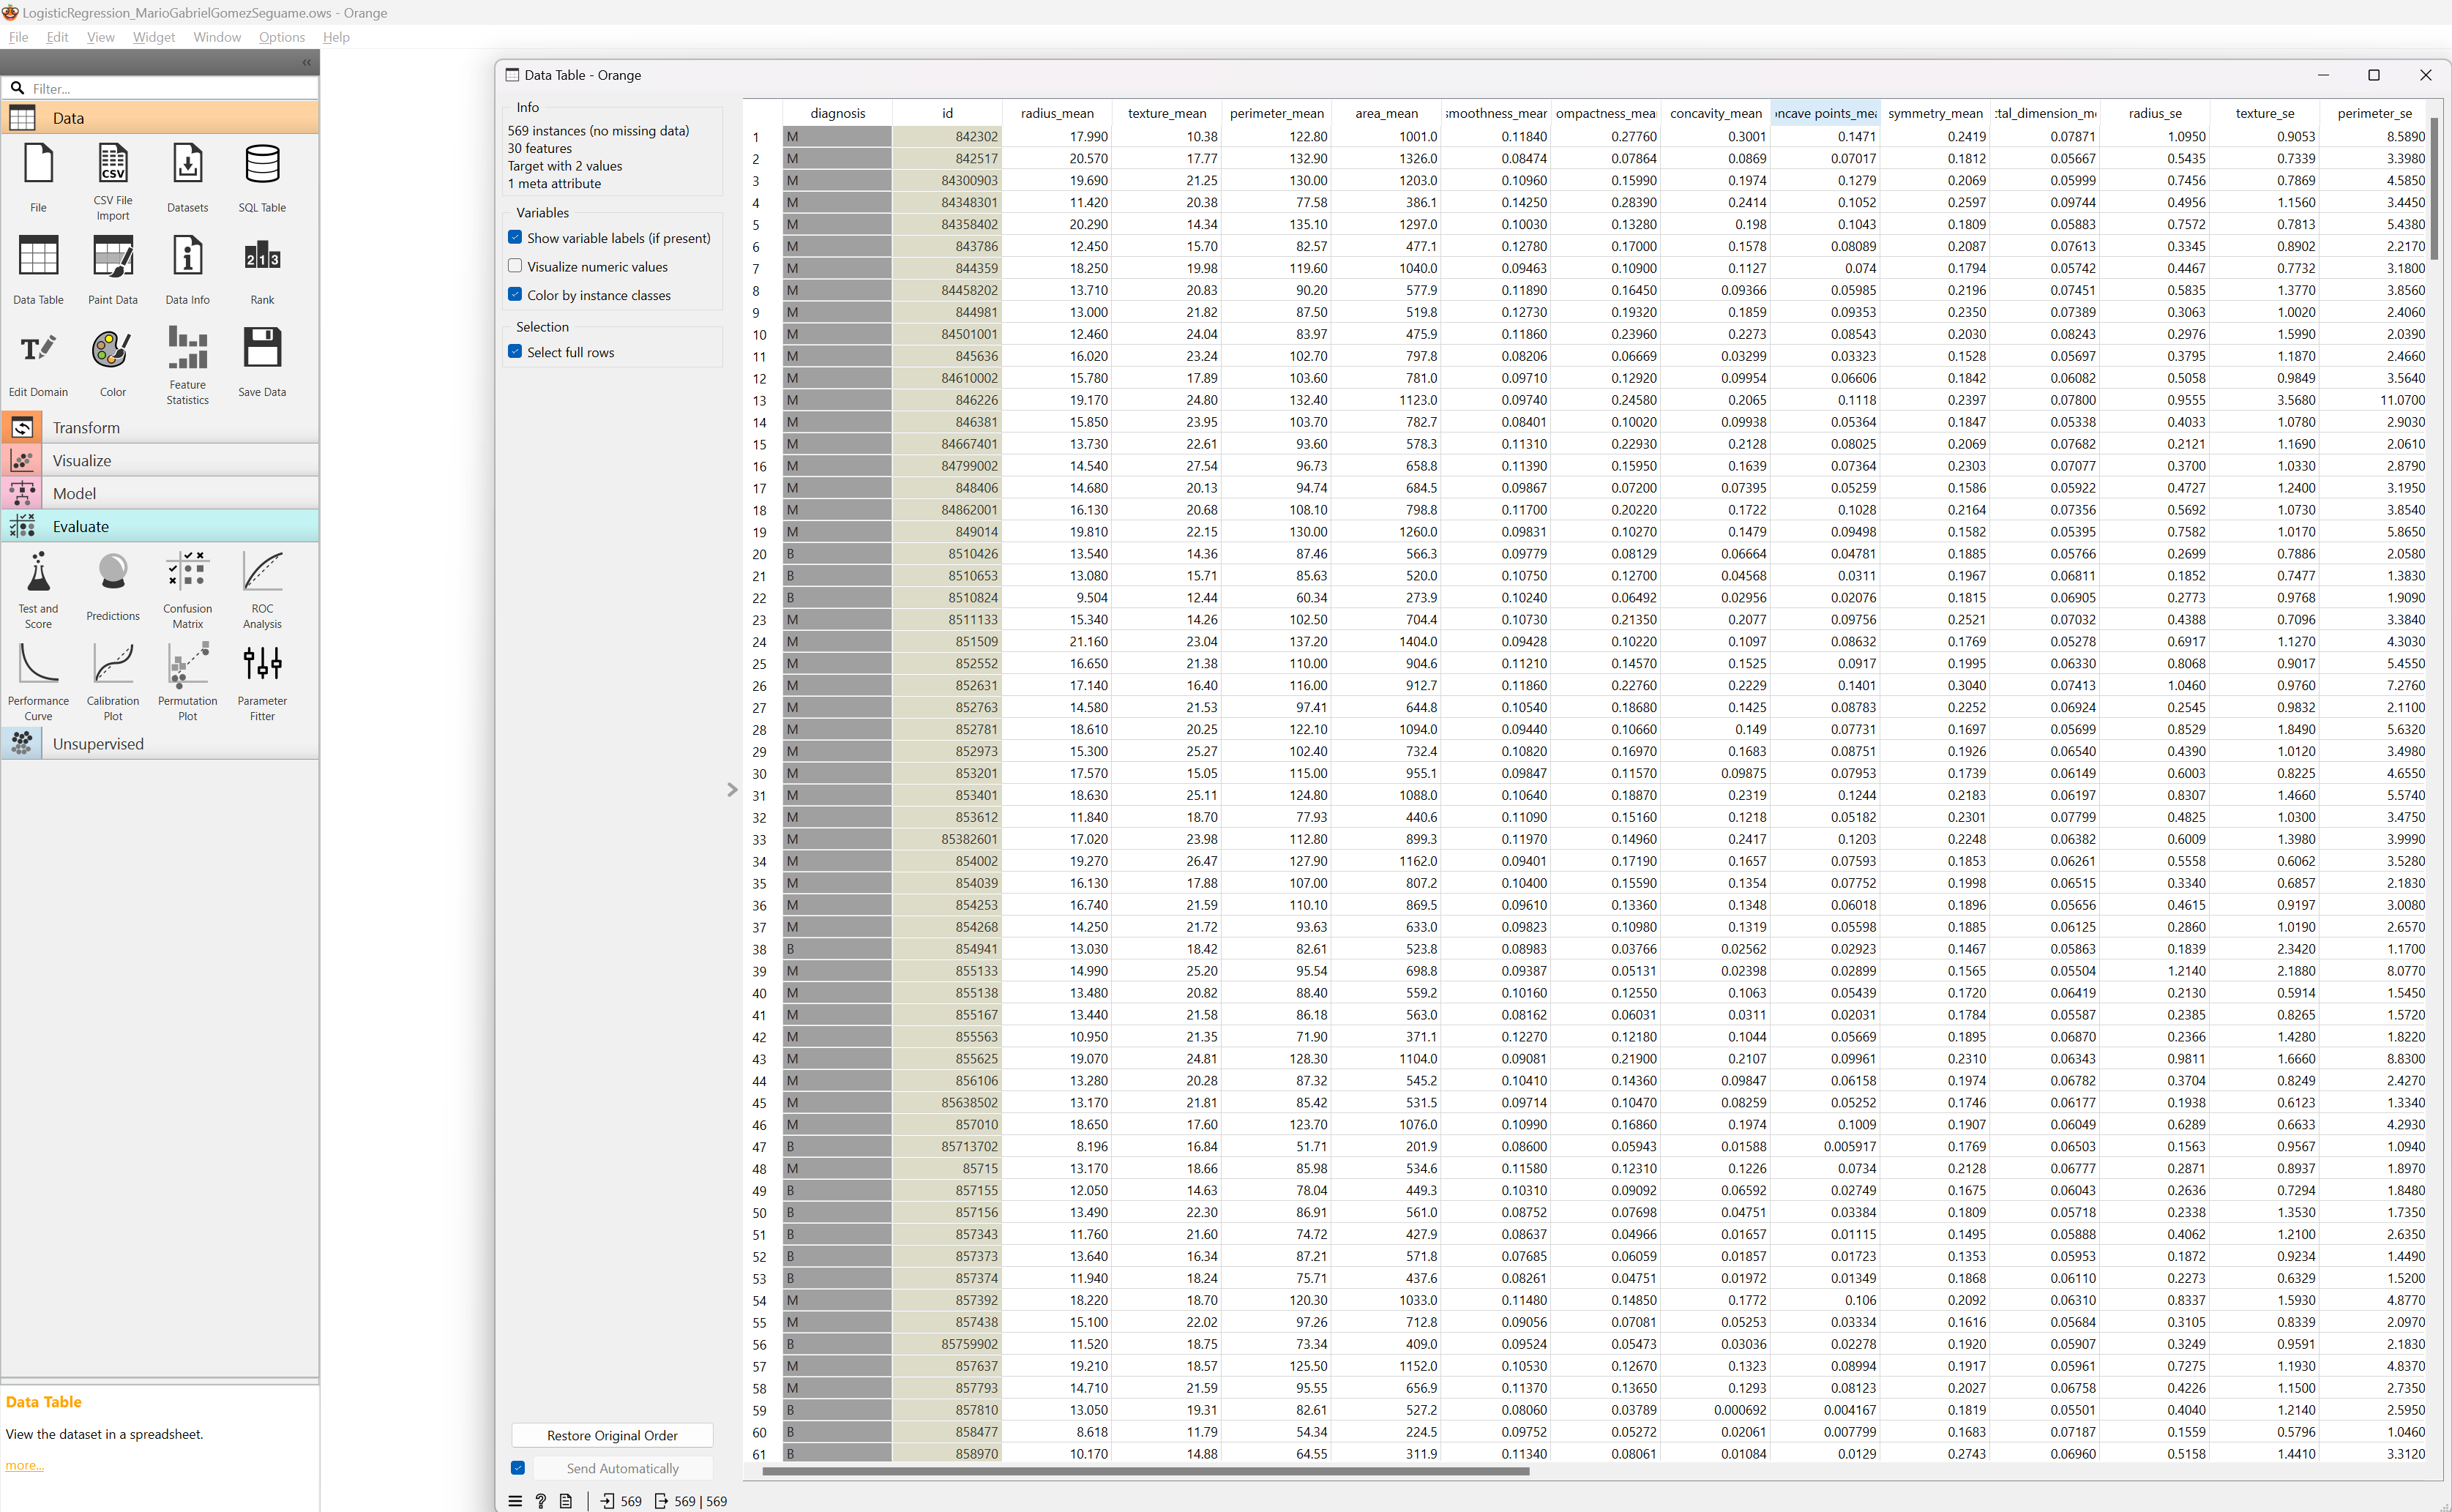 LogisticRegression_MarioGabrielGomezSeguame.ows - Orange
File Edit View Widget Window Options Help
Filter...
Data
File
CSV File Import
Datasets
SQL Table
Data Table
Paint Data
Data Info
Rank
Edit Domain
Color
Feature Statistics
Save Data
Transform
Visualize
Model
Evaluate
Test and Score
Predictions
Confusion Matrix
ROC Analysis
Performance Curve
Calibration Plot
Permutation Plot
Parameter Fitter
Unsupervised
Data Table
View the dataset in a spreadsheet.
more...
Data Table - Orange
Info
569 instances (no missing data)
30 features
Target with 2 values
1 meta attribute
Variables
Show variable labels (if present)
Visualize numeric values
Color by instance classes
Selection
Select full rows
Restore Original Order
Send Automatically
569 569 | 569
diagnosis id radius_mean texture_mean perimeter_mean area_mean smoothness_mear ompactness_mea concavity_mean ncave points_mea symmetry_mean tal_dimension_m radius_se texture_se perimeter_se
1 M 842302 17.990 10.38 122.80 1001.0 0.11840 0.27760 0.3001 0.1471 0.2419 0.07871 1.0950 0.9053 8.5890
2 M 842517 20.570 17.77 132.90 1326.0 0.08474 0.07864 0.0869 0.07017 0.1812 0.05667 0.5435 0.7339 3.3980
3 M 84300903 19.690 21.25 130.00 1203.0 0.10960 0.15990 0.1974 0.1279 0.2069 0.05999 0.7456 0.7869 4.5850
4 M 84348301 11.420 20.38 77.58 386.1 0.14250 0.28390 0.2414 0.1052 0.2597 0.09744 0.4956 1.1560 3.4450
5 M 84358402 20.290 14.34 135.10 1297.0 0.10030 0.13280 0.198 0.1043 0.1809 0.05883 0.7572 0.7813 5.4380
6 M 843786 12.450 15.70 82.57 477.1 0.12780 0.17000 0.1578 0.08089 0.2087 0.07613 0.3345 0.8902 2.2170
7 M 844359 18.250 19.98 119.60 1040.0 0.09463 0.10900 0.1127 0.074 0.1794 0.05742 0.4467 0.7732 3.1800
8 M 84458202 13.710 20.83 90.20 577.9 0.11890 0.16450 0.09366 0.05985 0.2196 0.07451 0.5835 1.3770 3.8560
9 M 844981 13.000 21.82 87.50 519.8 0.12730 0.19320 0.1859 0.09353 0.2350 0.07389 0.3063 1.0020 2.4060
10 M 84501001 12.460 24.04 83.97 475.9 0.11860 0.23960 0.2273 0.08543 0.2030 0.08243 0.2976 1.5990 2.0390
11 M 845636 16.020 23.24 102.70 797.8 0.08206 0.06669 0.03299 0.03323 0.1528 0.05697 0.3795 1.1870 2.4660
12 M 84610002 15.780 17.89 103.60 781.0 0.09710 0.12920 0.09954 0.06606 0.1842 0.06082 0.5058 0.9849 3.5640
13 M 846226 19.170 24.80 132.40 1123.0 0.09740 0.24580 0.2065 0.1118 0.2397 0.07800 0.9555 3.5680 11.0700
14 M 846381 15.850 23.95 103.70 782.7 0.08401 0.10020 0.09938 0.05364 0.1847 0.05338 0.4033 1.0780 2.9030
15 M 84667401 13.730 22.61 93.60 578.3 0.11310 0.22930 0.2128 0.08025 0.2069 0.07682 0.2121 1.1690 2.0610
16 M 84799002 14.540 27.54 96.73 658.8 0.11390 0.15950 0.1639 0.07364 0.2303 0.07077 0.3700 1.0330 2.8790
17 M 848406 14.680 20.13 94.74 684.5 0.09867 0.07200 0.07395 0.05259 0.1586 0.05922 0.4727 1.2400 3.1950
18 M 84862001 16.130 20.68 108.10 798.8 0.11700 0.20220 0.1722 0.1028 0.2164 0.07356 0.5692 1.0730 3.8540
19 M 849014 19.810 22.15 130.00 1260.0 0.09831 0.10270 0.1479 0.09498 0.1582 0.05395 0.7582 1.0170 5.8650
20 B 8510426 13.540 14.36 87.46 566.3 0.09779 0.08129 0.06664 0.04781 0.1885 0.05766 0.2699 0.7886 2.0580
21 B 8510653 13.080 15.71 85.63 520.0 0.10750 0.12700 0.04568 0.0311 0.1967 0.06811 0.1852 0.7477 1.3830
22 B 8510824 9.504 12.44 60.34 273.9 0.10240 0.06492 0.02956 0.02076 0.1815 0.06905 0.2773 0.9768 1.9090
23 M 8511133 15.340 14.26 102.50 704.4 0.10730 0.21350 0.2077 0.09756 0.2521 0.07032 0.4388 0.7096 3.3840
24 M 851509 21.160 23.04 137.20 1404.0 0.09428 0.10220 0.1097 0.08632 0.1769 0.05278 0.6917 1.1270 4.3030
25 M 852552 16.650 21.38 110.00 904.6 0.11210 0.14570 0.1525 0.0917 0.1995 0.06330 0.8068 0.9017 5.4550
26 M 852631 17.140 16.40 116.00 912.7 0.11860 0.22760 0.2229 0.1401 0.3040 0.07413 1.0460 0.9760 7.2760
27 M 852763 14.580 21.53 97.41 644.8 0.10540 0.18680 0.1425 0.08783 0.2252 0.06924 0.2545 0.9832 2.1100
28 M 852781 18.610 20.25 122.10 1094.0 0.09440 0.10660 0.149 0.07731 0.1697 0.05699 0.8529 1.8490 5.6320
29 M 852973 15.300 25.27 102.40 732.4 0.10820 0.16970 0.1683 0.08751 0.1926 0.06540 0.4390 1.0120 3.4980
30 M 853201 17.570 15.05 115.00 955.1 0.09847 0.11570 0.09875 0.07953 0.1739 0.06149 0.6003 0.8225 4.6550
31 M 853401 18.630 25.11 124.80 1088.0 0.10640 0.18870 0.2319 0.1244 0.2183 0.06197 0.8307 1.4660 5.5740
32 M 853612 11.840 18.70 77.93 440.6 0.11090 0.15160 0.1218 0.05182 0.2301 0.07799 0.4825 1.0300 3.4750
33 M 85382601 17.020 23.98 112.80 899.3 0.11970 0.14960 0.2417 0.1203 0.2248 0.06382 0.6009 1.3980 3.9990
34 M 854002 19.270 26.47 127.90 1162.0 0.09401 0.17190 0.1657 0.07593 0.1853 0.06261 0.5558 0.6062 3.5280
35 M 854039 16.130 17.88 107.00 807.2 0.10400 0.15590 0.1354 0.07752 0.1998 0.06515 0.3340 0.6857 2.1830
36 M 854253 16.740 21.59 110.10 869.5 0.09610 0.13360 0.1348 0.06018 0.1896 0.05656 0.4615 0.9197 3.0080
37 M 854268 14.250 21.72 93.63 633.0 0.09823 0.10980 0.1319 0.05598 0.1885 0.06125 0.2860 1.0190 2.6570
38 B 854941 13.030 18.42 82.61 523.8 0.08983 0.03766 0.02562 0.02923 0.1467 0.05863 0.1839 2.3420 1.1700
39 M 855133 14.990 25.20 95.54 698.8 0.09387 0.05131 0.02398 0.02899 0.1565 0.05504 1.2140 2.1880 8.0770
40 M 855138 13.480 20.82 88.40 559.2 0.10160 0.12550 0.1063 0.05439 0.1720 0.06419 0.2130 0.5914 1.5450
41 M 855167 13.440 21.58 86.18 563.0 0.08162 0.06031 0.0311 0.02031 0.1784 0.05587 0.2385 0.8265 1.5720
42 M 855563 10.950 21.35 71.90 371.1 0.12270 0.12180 0.1044 0.05669 0.1895 0.06870 0.2366 1.4280 1.8220
43 M 855625 19.070 24.81 128.30 1104.0 0.09081 0.21900 0.2107 0.09961 0.2310 0.06343 0.9811 1.6660 8.8300
44 M 856106 13.280 20.28 87.32 545.2 0.10410 0.14360 0.09847 0.06158 0.1974 0.06782 0.3704 0.8249 2.4270
45 M 85638502 13.170 21.81 85.42 531.5 0.09714 0.10470 0.08259 0.05252 0.1746 0.06177 0.1938 0.6123 1.3340
46 M 857010 18.650 17.60 123.70 1076.0 0.10990 0.16860 0.1974 0.1009 0.1907 0.06049 0.6289 0.6633 4.2930
47 B 85713702 8.196 16.84 51.71 201.9 0.08600 0.05943 0.01588 0.005917 0.1769 0.06503 0.1563 0.9567 1.0940
48 M 85715 13.170 18.66 85.98 534.6 0.11580 0.12310 0.1226 0.0734 0.2128 0.06777 0.2871 0.8937 1.8970
49 B 857155 12.050 14.63 78.04 449.3 0.10310 0.09092 0.06592 0.02749 0.1675 0.06043 0.2636 0.7294 1.8480
50 B 857156 13.490 22.30 86.91 561.0 0.08752 0.07698 0.04751 0.03384 0.1809 0.05718 0.2338 1.3530 1.7350
51 B 857343 11.760 21.60 74.72 427.9 0.08637 0.04966 0.01657 0.01115 0.1495 0.05888 0.4062 1.2100 2.6350
52 B 857373 13.640 16.34 87.21 571.8 0.07685 0.06059 0.01857 0.01723 0.1353 0.05953 0.1872 0.9234 1.4490
53 B 857374 11.940 18.24 75.71 437.6 0.08261 0.04751 0.01972 0.01349 0.1868 0.06110 0.2273 0.6329 1.5200
54 M 857392 18.220 18.70 120.30 1033.0 0.11480 0.14850 0.1772 0.106 0.2092 0.06310 0.8337 1.5930 4.8770
55 M 857438 15.100 22.02 97.26 712.8 0.09056 0.07081 0.05253 0.03334 0.1616 0.05684 0.3105 0.8339 2.0970
56 B 85759902 11.520 18.75 73.34 409.0 0.09524 0.05473 0.03036 0.02278 0.1920 0.05907 0.3249 0.9591 2.1830
57 M 857637 19.210 18.57 125.50 1152.0 0.10530 0.12670 0.1323 0.08994 0.1917 0.05961 0.7275 1.1930 4.8370
58 M 857793 14.710 21.59 95.55 656.9 0.11370 0.13650 0.1293 0.08123 0.2027 0.06758 0.4226 1.1500 2.7350
59 B 857810 13.050 19.31 82.61 527.2 0.08060 0.03789 0.000692 0.004167 0.1819 0.05501 0.4040 1.2140 2.5950
60 B 858477 8.618 11.79 54.34 224.5 0.09752 0.05272 0.02061 0.007799 0.1683 0.07187 0.1559 0.5796 1.0460
61 B 858970 10.170 14.88 64.55 311.9 0.11340 0.08061 0.01084 0.0129 0.2743 0.06960 0.5158 1.4410 3.3120